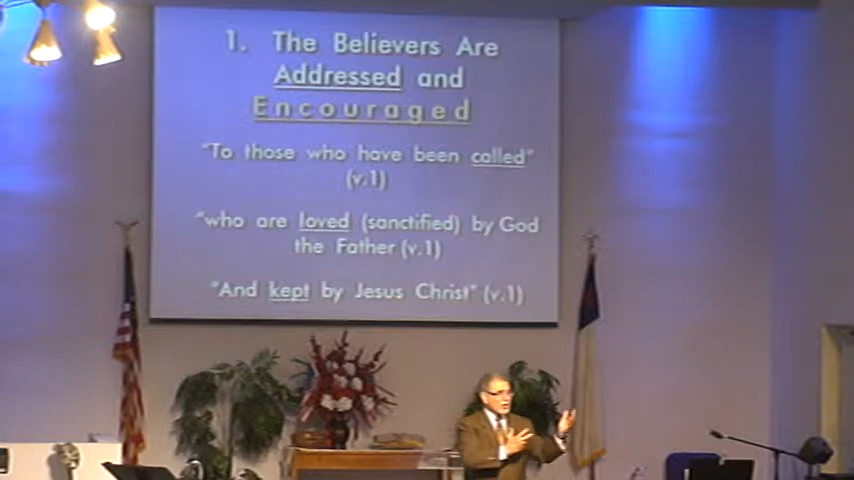 1. The Believers Are
Addressed and
Encouraged
"To those who have been called"
(v.1)
"who are loved (sanctified) by God
the Father (v.1)
"And kept by Jesus Christ" (v.1)